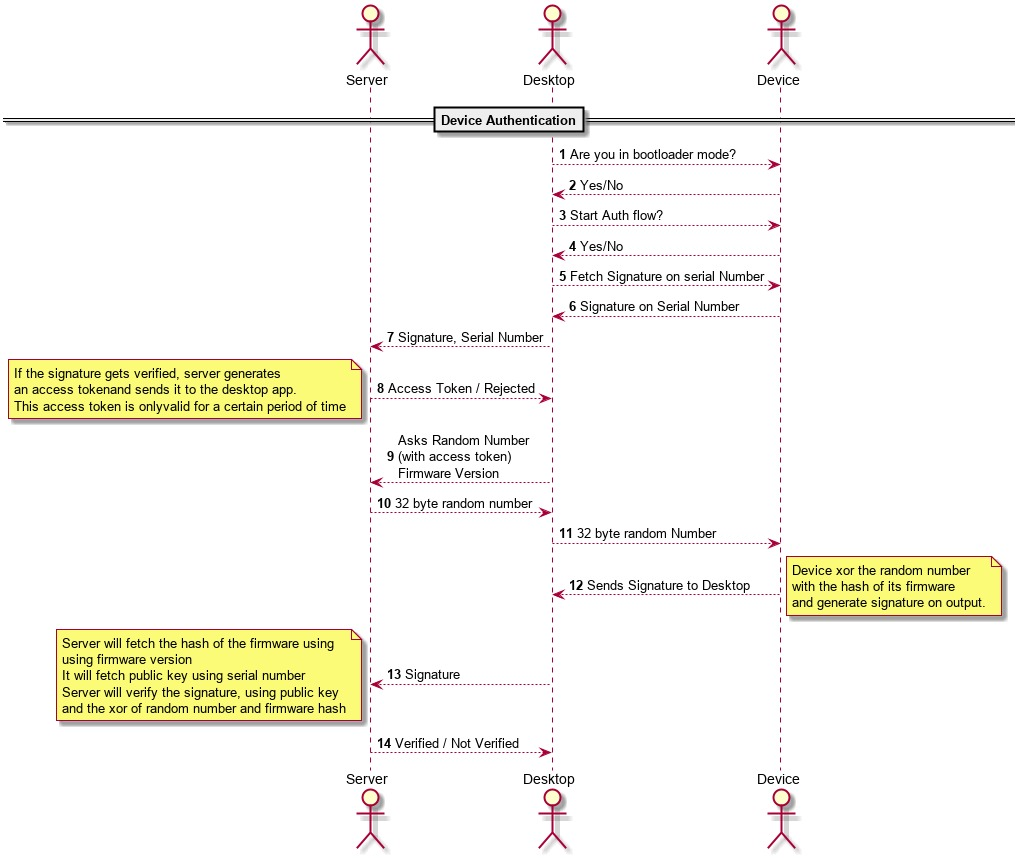 Server
Desktop
Device
Device Authentication
1 Are you in bootloader mode?
2 Yes/No
3 Start Auth flow?
4 Yes/No
5 Fetch Signature on serial Number
6 Signature on Serial Number
7 Signature, Serial Number
If the signature gets verified, server generates
an access tokenand sends it to the desktop app.
This access token is onlyvalid for a certain period of time
8 Access Token / Rejected
Asks Random Number
9 (with access token)
Firmware Version
10 32 byte random number
11 32 byte random Number
Device xor the random number
with the hash of its firmware
and generate signature on output.
12 Sends Signature to Desktop
Server will fetch the hash of the firmware using
using firmware version
It will fetch public key using serial number
Server will verify the signature, using public key
and the xor of random number and firmware hash
13 Signature
14 Verified / Not Verified
Server
Desktop
Device